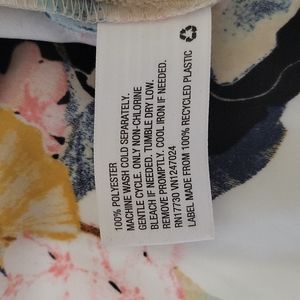 100% POLYESTER
MACHINE WASH COLD SEPARATELY.
GENTLE CYCLE. ONLY NON-CHLORINE
BLEACH IF NEEDED. TUMBLE DRY LOW.
REMOVE PROMPTLY. COOL IRON IF NEEDED.
RN17730 VN1247024
LABEL MADE FROM 100% RECYCLED PLASTIC